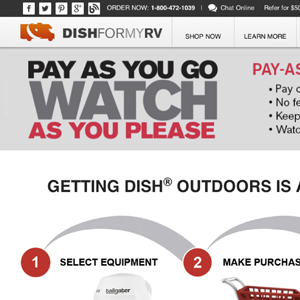 ORDER NOW: 1-800-472-1039 | Chat Online Refer for $50
DISHFORMYRV SHOP NOW LEARN MORE
PAY AS YOU GO
WATCH
AS YOU PLEASE
PAY-AS
• Pay
• No fe
• Keep
• Watc
GETTING DISH® OUTDOORS IS
1 SELECT EQUIPMENT
2 MAKE PURCHAS
tailgater